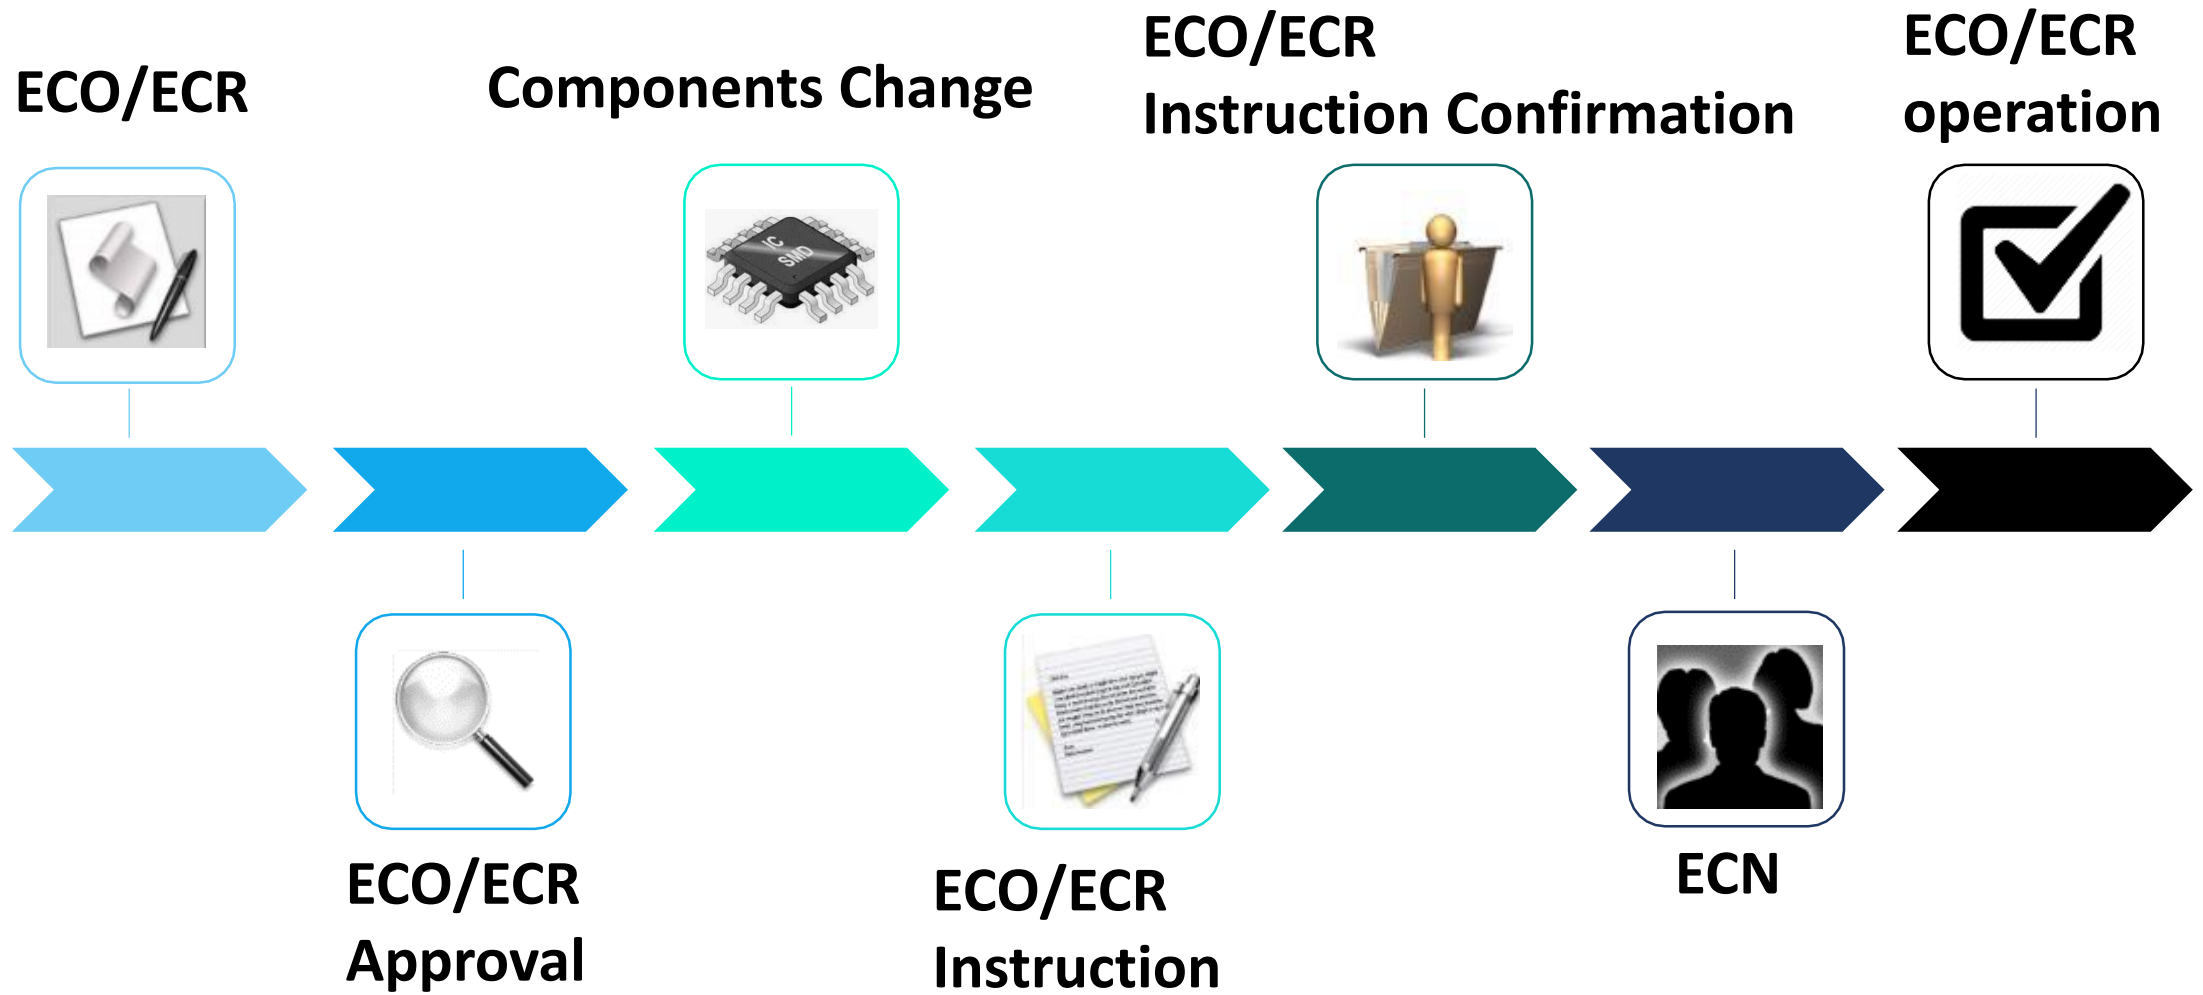 ECO/ECR
Components Change
ECO/ECR
Instruction Confirmation
ECO/ECR
operation
IC
SMD
ECO/ECR
Approval
ECO/ECR
Instruction
ECN